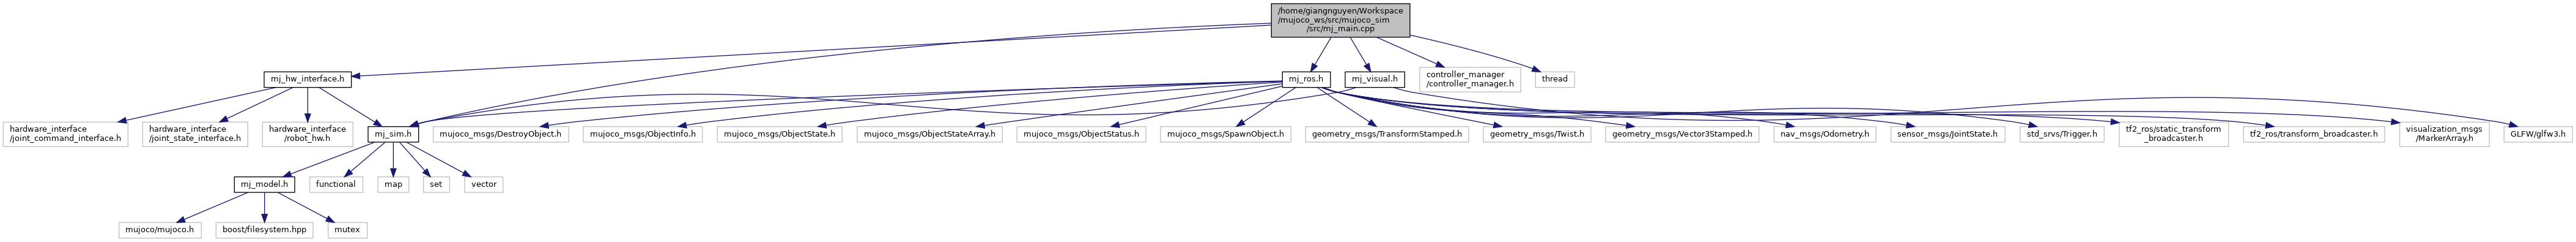 /home/giangnguyen/Workspace
/mujoco_ws/src/mujoco_sim
/src/mj_main.cpp
mj_hw_interface.h
mj_ros.h
mj_visual.h
controller_manager
/controller_manager.h
thread
hardware_interface
/joint_command_interface.h
hardware_interface
/joint_state_interface.h
hardware_interface
/robot_hw.h
mj_sim.h
mujoco_msgs/DestroyObject.h
mujoco_msgs/ObjectInfo.h
mujoco_msgs/ObjectState.h
mujoco_msgs/ObjectStateArray.h
mujoco_msgs/ObjectStatus.h
mujoco_msgs/SpawnObject.h
geometry_msgs/TransformStamped.h
geometry_msgs/Twist.h
geometry_msgs/Vector3Stamped.h
nav_msgs/Odometry.h
sensor_msgs/JointState.h
std_srvs/Trigger.h
tf2_ros/static_transform
_broadcaster.h
tf2_ros/transform_broadcaster.h
visualization_msgs
/MarkerArray.h
GLFW/glfw3.h
mj_model.h
functional
map
set
vector
mujoco/mujoco.h
boost/filesystem.hpp
mutex